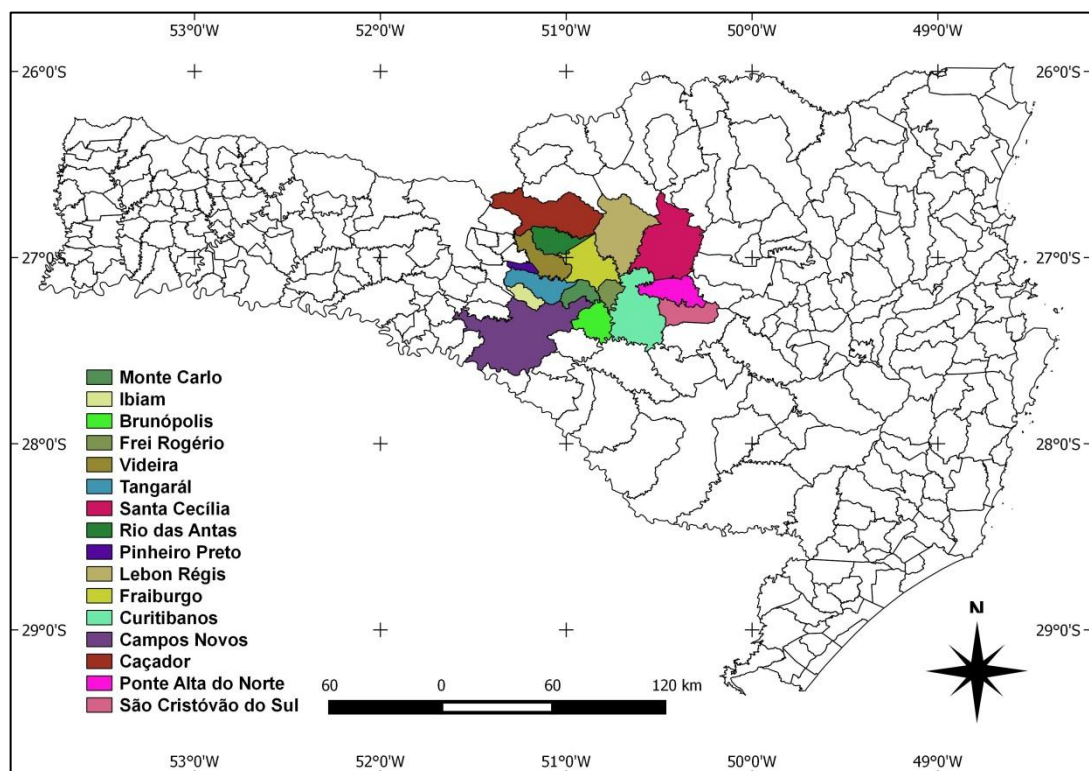 53°0'W 52°0'W 51°0'W 50°0'W 49°0'W
26°0'S 26°0'S
27°0'S 27°0'S
28°0'S 28°0'S
29°0'S 29°0'S
Monte Carlo
Ibiam
Brunópolis
Frei Rogério
Videira
Tangarál
Santa Cecília
Rio das Antas
Pinheiro Preto
Lebon Régis
Fraiburgo
Curitibanos
Campos Novos
Caçador
Ponte Alta do Norte
São Cristóvão do Sul
60 0 60 120 km
N
53°0'W 52°0'W 51°0'W 50°0'W 49°0'W